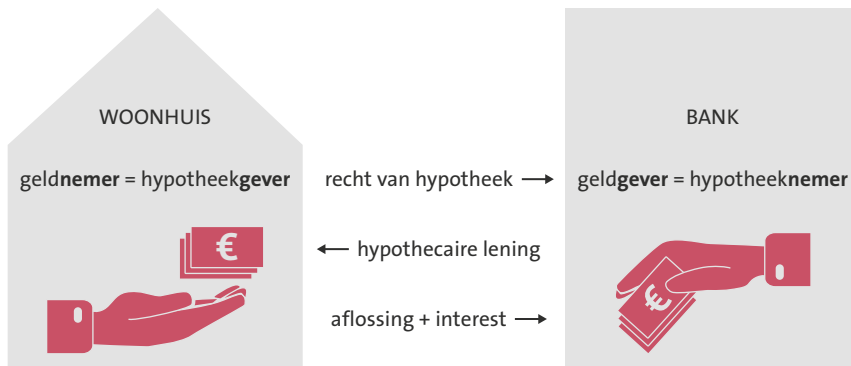 WOONHUIS
BANK
geldnemer = hypotheekgever
recht van hypotheek →
geldgever = hypotheeknemer
€
← hypothecaire lening
€
aflossing + interest →